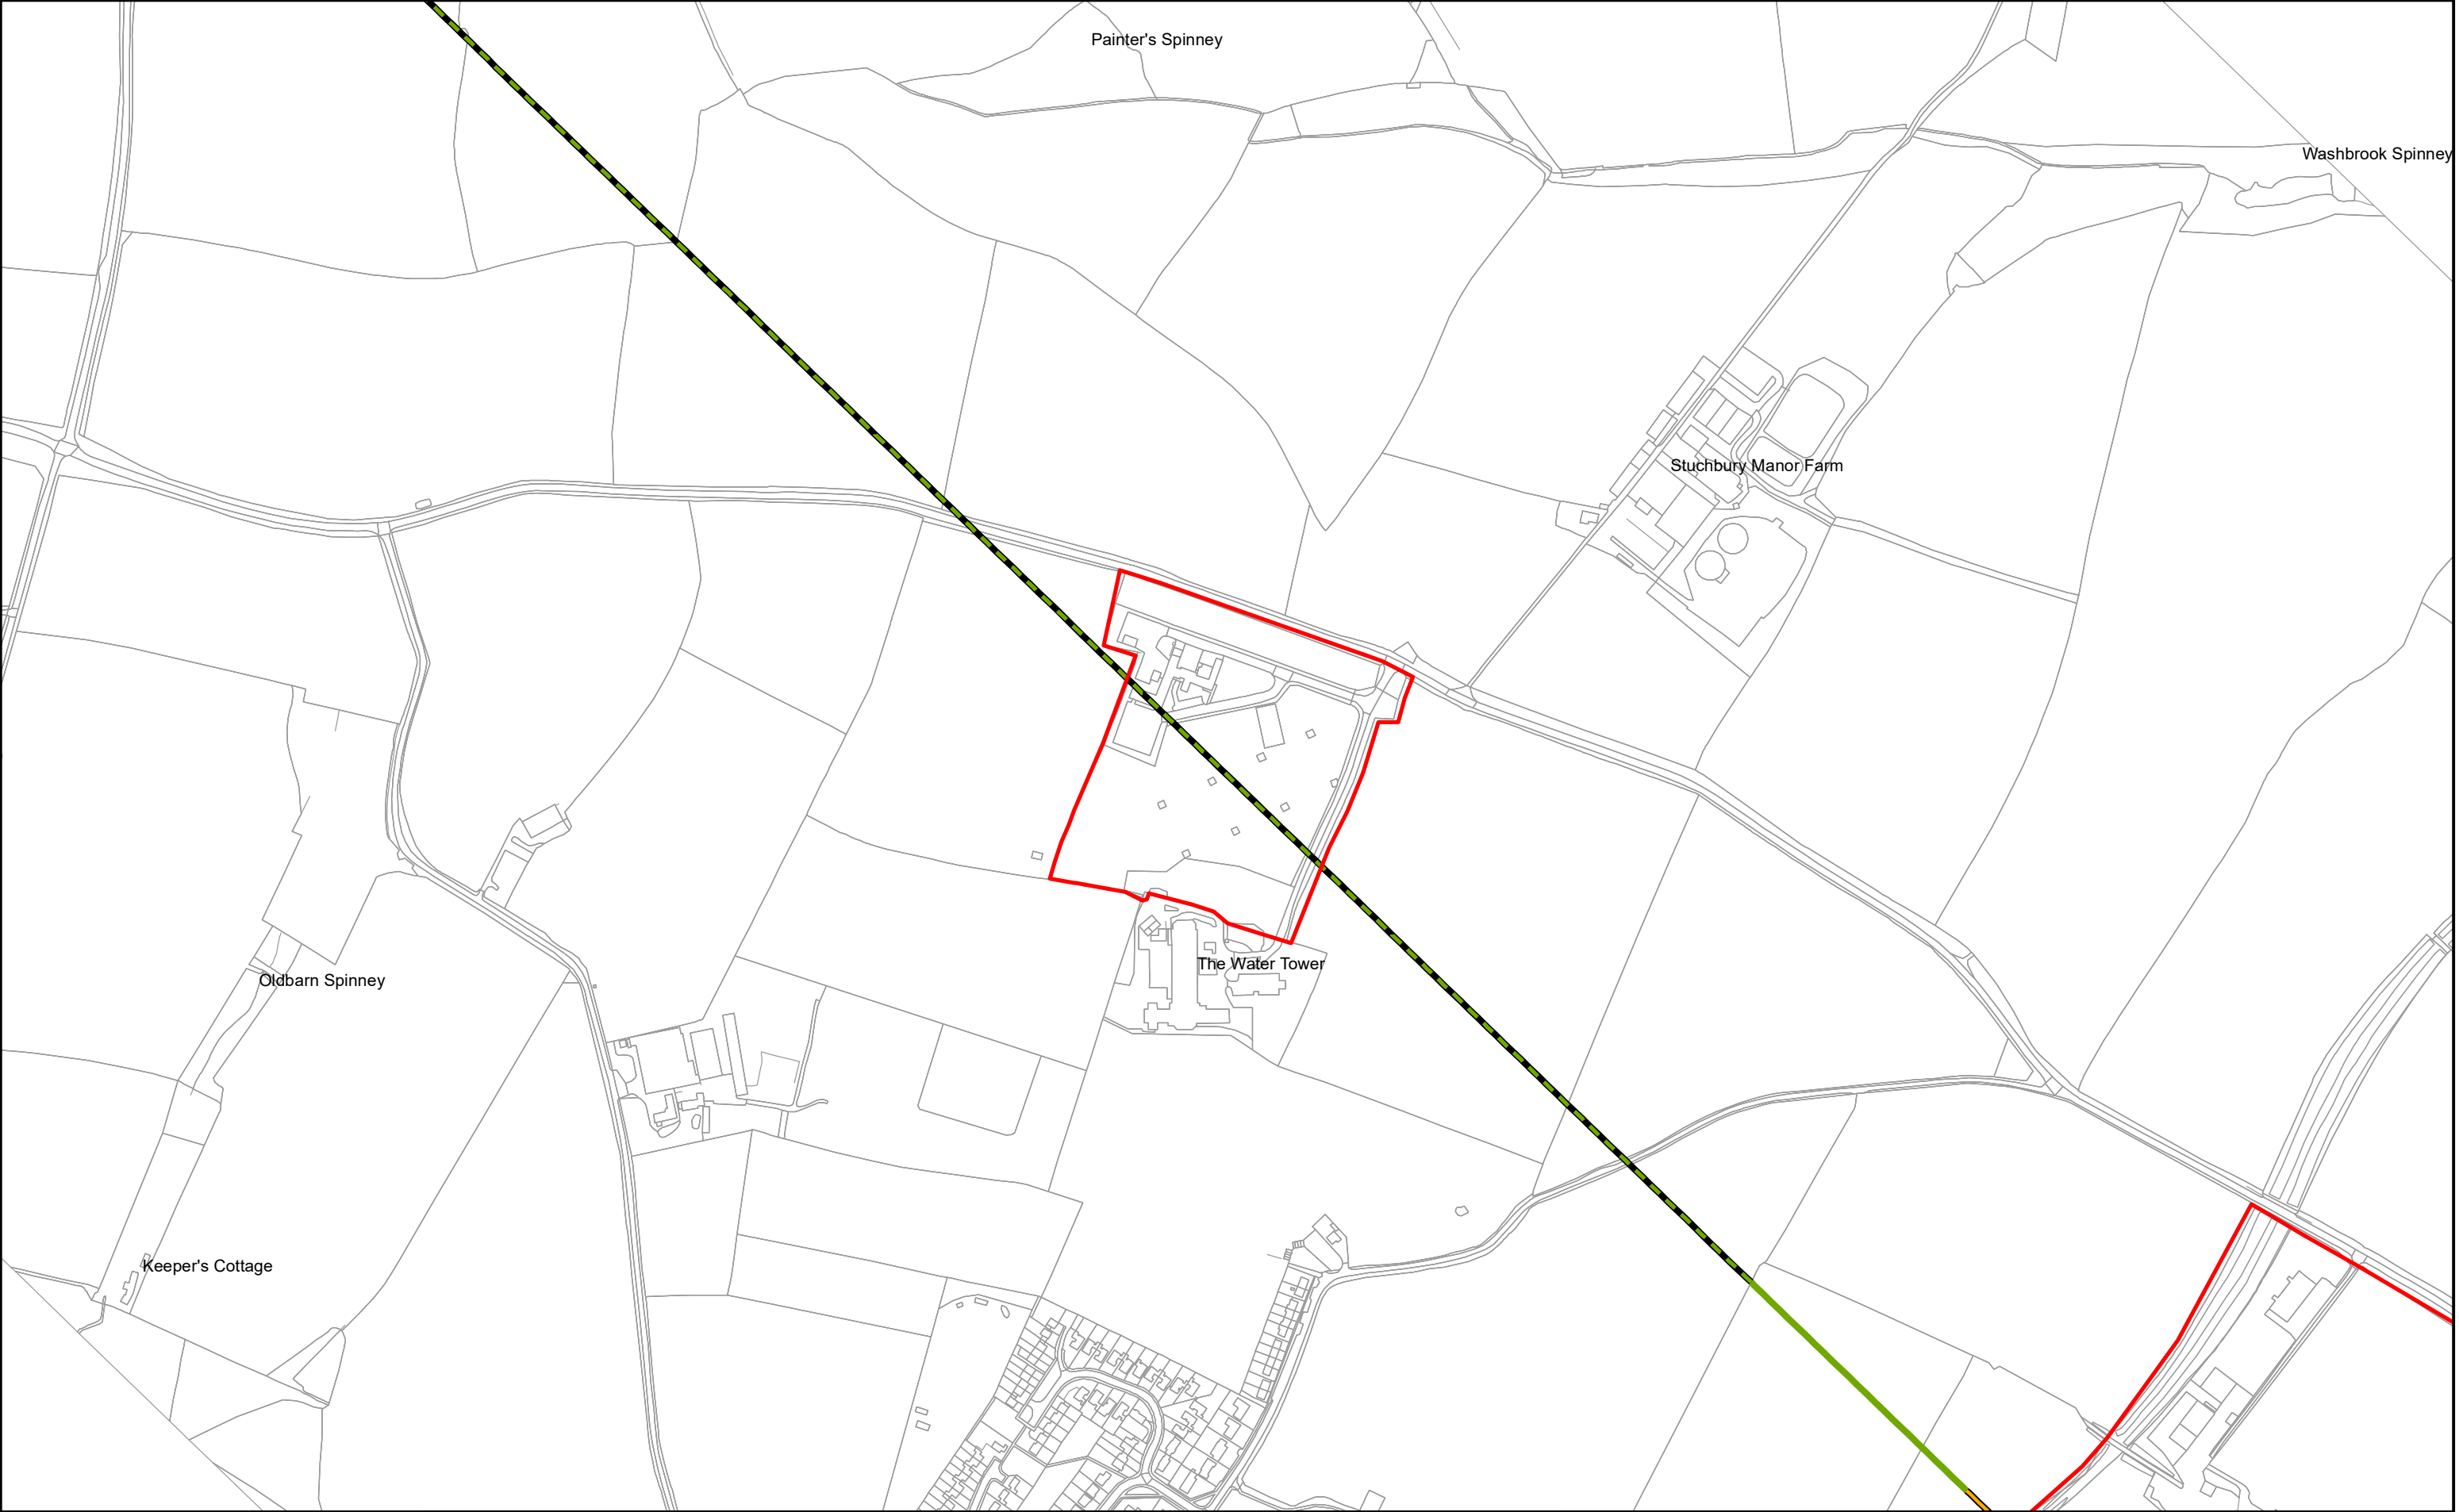 Painter's Spinney
Washbrook Spinney
Stuchbury Manor Farm
The Water Tower
Oldbarn Spinney
Keeper's Cottage